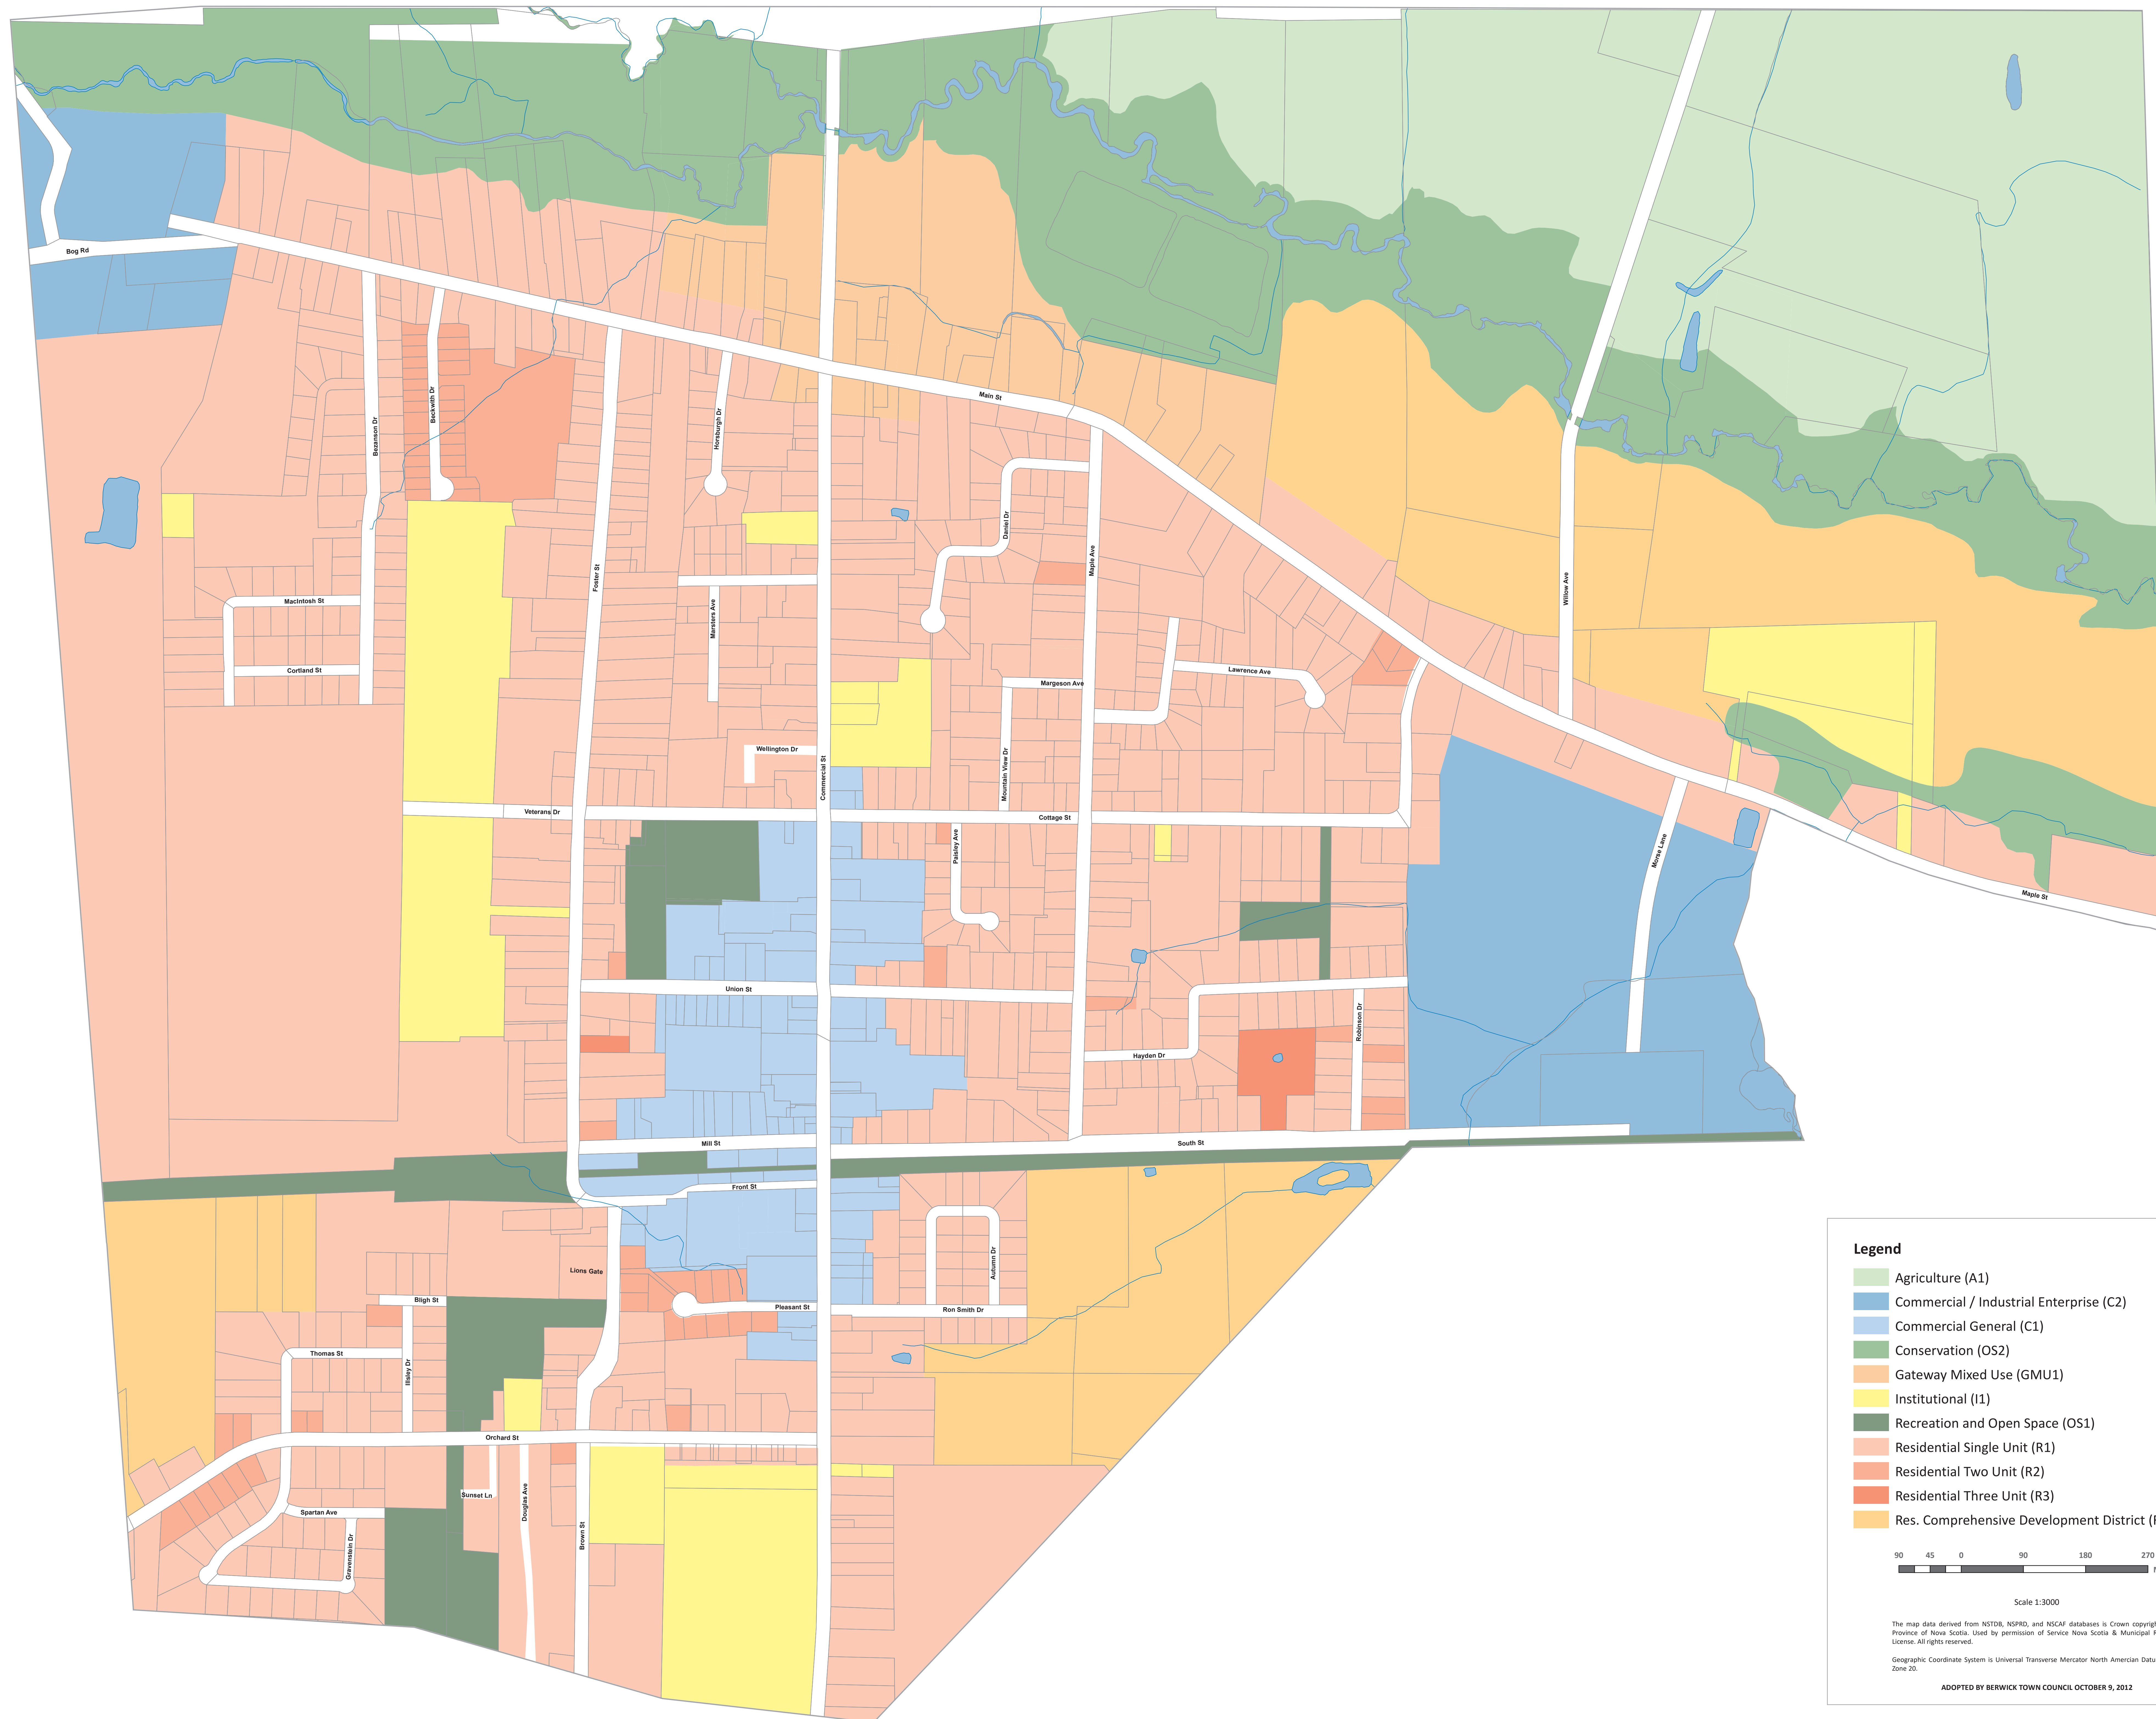 Bog Rd
Main St
Bezanson Dr
Beckwith Dr
Horsburgh Dr
Daniel Dr
Foster St
Maple Ave
Willow Ave
MacIntosh St
Marsters Ave
Cortland St
Margeson Ave
Lawrence Ave
Wellington Dr
Commercial St
Mountain View Dr
Veterans Dr
Cottage St
Paisley Ave
Morse Lane
Maple St
Union St
Robinson Dr
Hayden Dr
Mill St
South St
Front St
Lions Gate
Autumn Dr
Bligh St
Pleasant St
Ron Smith Dr
Thomas St
Illsley Dr
Orchard St
Sunset Ln
Douglas Ave
Spartan Ave
Brown St
Gravenstein Dr
Legend
Agriculture (A1)
Commercial / Industrial Enterprise (C2)
Commercial General (C1)
Conservation (OS2)
Gateway Mixed Use (GMU1)
Institutional (I1)
Recreation and Open Space (OS1)
Residential Single Unit (R1)
Residential Two Unit (R2)
Residential Three Unit (R3)
Res. Comprehensive Development District
90 45 0 90 180 270
Scale 1:3000
The map data derived from NSTDB, NSPRD, and NSCAF databases is Crown
Province of Nova Scotia. Used by permission of Service Nova Scotia & Municipal
License. All rights reserved.
Geographic Coordinate System is Universal Transverse Mercator North Amercian
Zone 20.
ADOPTED BY BERWICK TOWN COUNCIL OCTOBER 9, 2012